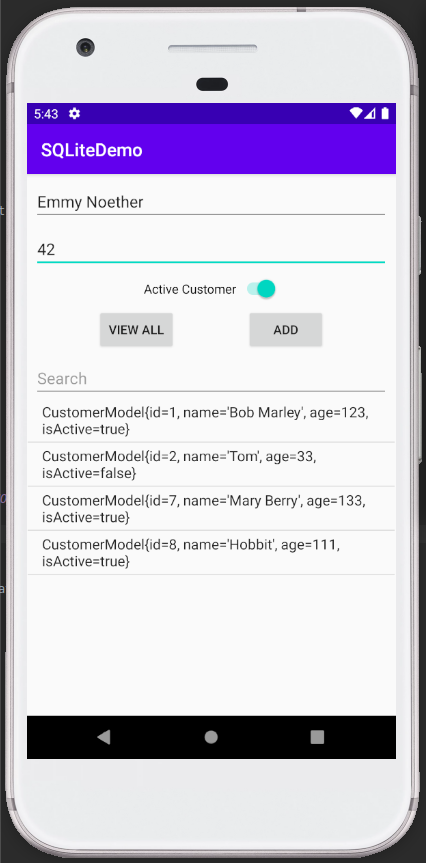 5:43
SQLiteDemo
Emmy Noether
42
Active Customer
VIEW ALL
ADD
Search
CustomerModel{id=1, name='Bob Marley', age=123,
isActive=true}
CustomerModel{id=2, name='Tom', age=33,
isActive=false}
CustomerModel{id=7, name='Mary Berry', age=133,
isActive=true}
CustomerModel{id=8, name='Hobbit', age=111,
isActive=true}